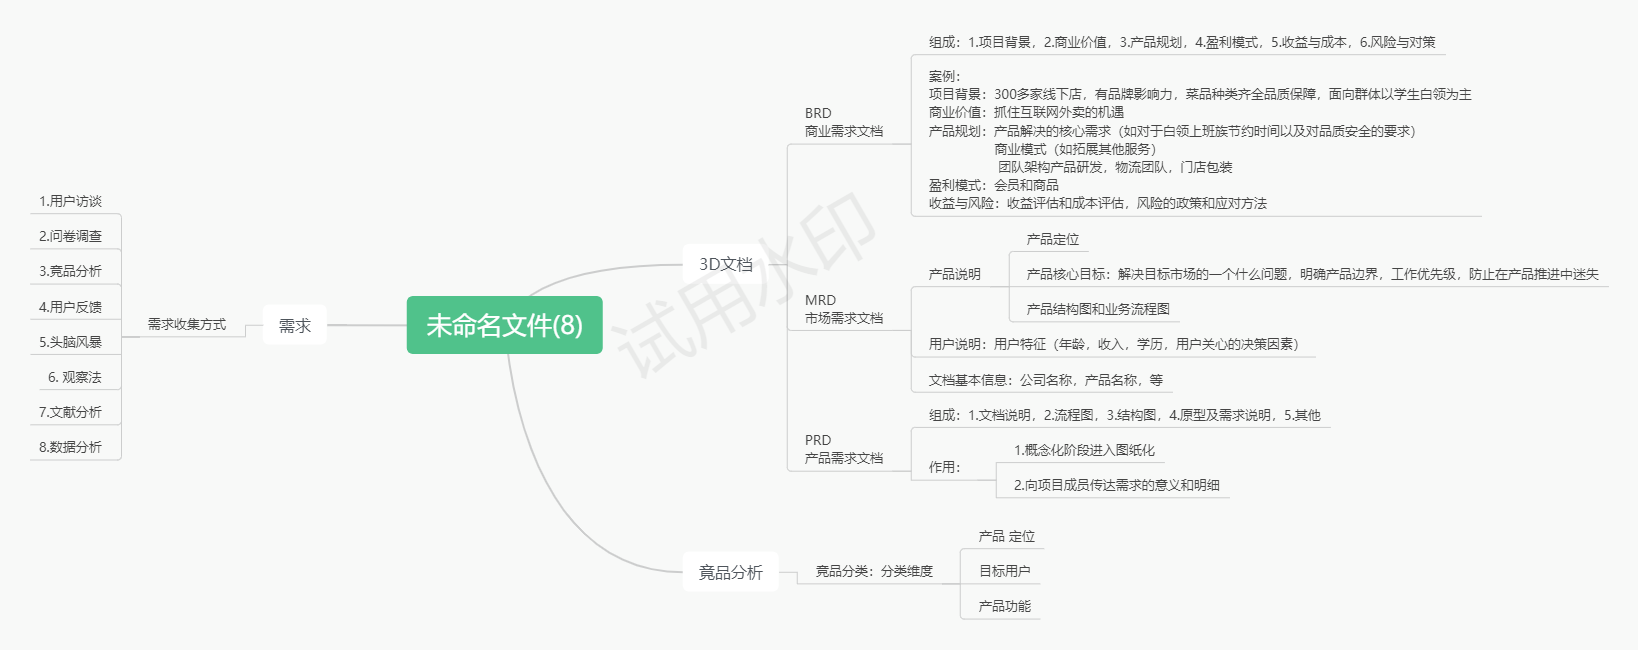 组成：1.项目背景，2.商业价值，3.产品规划，4.盈利模式，5.收益与成本，6.风险与对策
案例：
项目背景：300多家线下店，有品牌影响力，菜品种类齐全品质保障，面向群体以学生白领为主
商业价值：抓住互联网外卖的机遇
产品规划：产品解决的核心需求（如对于白领上班族节约时间以及对品质安全的要求）
商业模式（如拓展其他服务）
团队架构产品研发，物流团队，门店包装
盈利模式：会员和商品
收益与风险：收益评估和成本评估，风险的政策和应对方法
BRD
商业需求文档
3D文档
MRD
市场需求文档
产品说明
产品定位
产品核心目标：解决目标市场的一个什么问题，明确产品边界，工作优先级，防止在产品推进中迷失
产品结构图和业务流程图
用户说明：用户特征（年龄，收入，学历，用户关心的决策因素）
文档基本信息：公司名称，产品名称，等
PRD
产品需求文档
组成：1.文档说明，2.流程图，3.结构图，4.原型及需求说明，5.其他
作用：
1.概念化阶段进入图纸化
2.向项目成员传达需求的意义和明细
未命名文件(8)
需求
需求收集方式
1.用户访谈
2.问卷调查
3.竟品分析
4.用户反馈
5.头脑风暴
6. 观察法
7.文献分析
8.数据分析
竟品分析
竞品分类：分类维度
产品 定位
目标用户
产品功能
试用水印